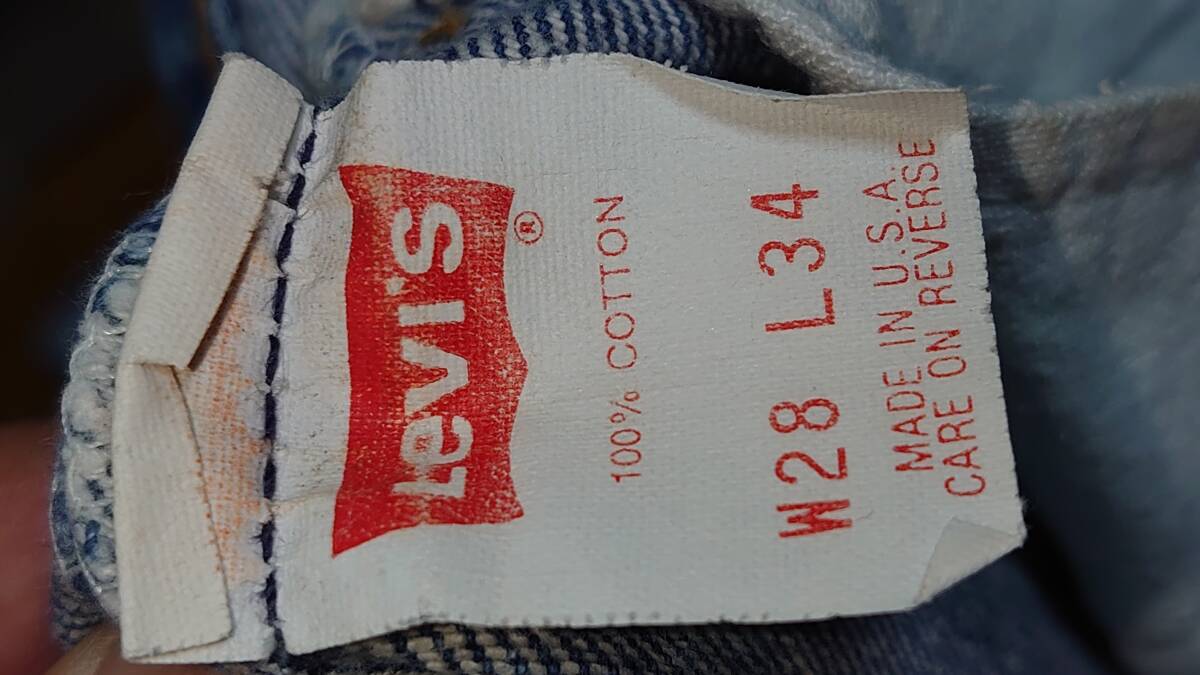 Levi's
®
100% COTTON
W28 L34
MADE IN U.S.A.
CARE ON REVERSE